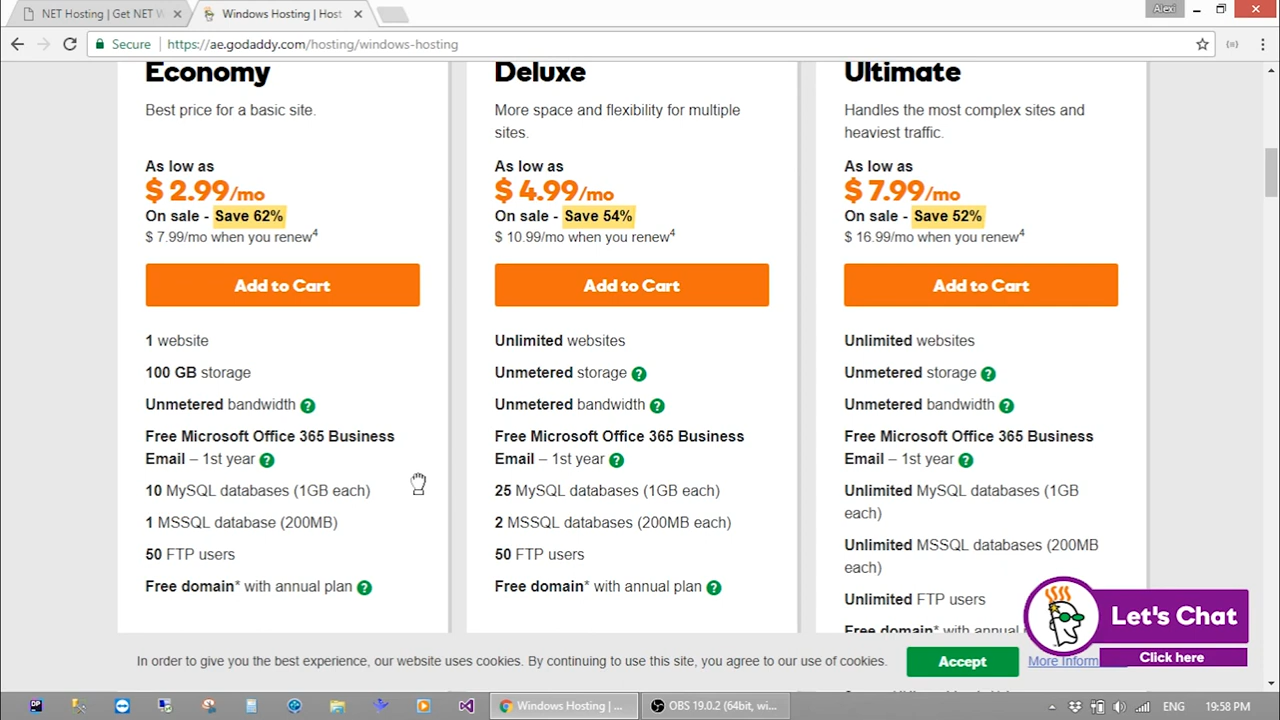 NET Hosting | Get NET W
Windows Hosting | Host
Alexi
Secure
https://ae.godaddy.com/hosting/windows-hosting
Economy
Best price for a basic site.
As low as
$ 2.99/mo
On sale - Save 62%
$ 7.99/mo when you renew4
Add to Cart
1 website
100 GB storage
Unmetered bandwidth ?
Free Microsoft Office 365 Business
Email – 1st year ?
10 MySQL databases (1GB each)
1 MSSQL database (200MB)
50 FTP users
Free domain* with annual plan ?
Deluxe
More space and flexibility for multiple
sites.
As low as
$ 4.99/mo
On sale - Save 54%
$ 10.99/mo when you renew4
Add to Cart
Unlimited websites
Unmetered storage ?
Unmetered bandwidth ?
Free Microsoft Office 365 Business
Email – 1st year ?
25 MySQL databases (1GB each)
2 MSSQL databases (200MB each)
50 FTP users
Free domain* with annual plan ?
Ultimate
Handles the most complex sites and
heaviest traffic.
As low as
$ 7.99/mo
On sale - Save 52%
$ 16.99/mo when you renew4
Add to Cart
Unlimited websites
Unmetered storage ?
Unmetered bandwidth ?
Free Microsoft Office 365 Business
Email – 1st year ?
Unlimited MySQL databases (1GB
each)
Unlimited MSSQL databases (200MB
each)
Unlimited FTP users
Free domain* with annu
Let's Chat
Click here
In order to give you the best experience, our website uses cookies. By continuing to use this site, you agree to our use of cookies.
Accept
More Inform
Windows Hosting | ...
OBS 19.0.2 (64bit, wi...
ENG
19:58 PM